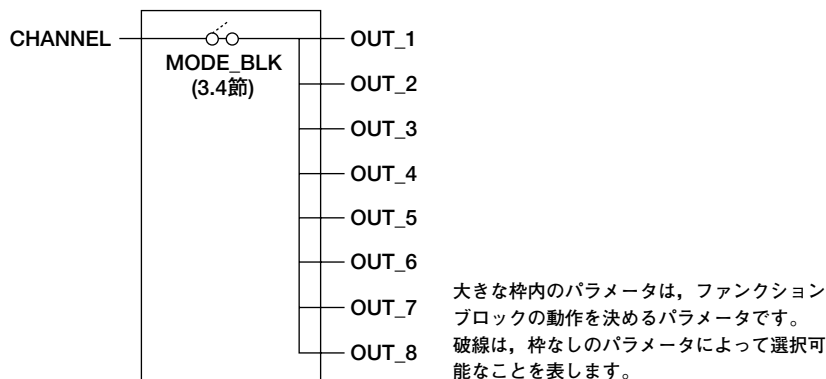 CHANNEL
MODE_BLK
(3.4節)
OUT_1
OUT_2
OUT_3
OUT_4
OUT_5
OUT_6
OUT_7
OUT_8
大きな枠内のパラメータは，ファンクション
ブロックの動作を決めるパラメータです。
破線は，枠なしのパラメータによって選択可
能なことを表します。